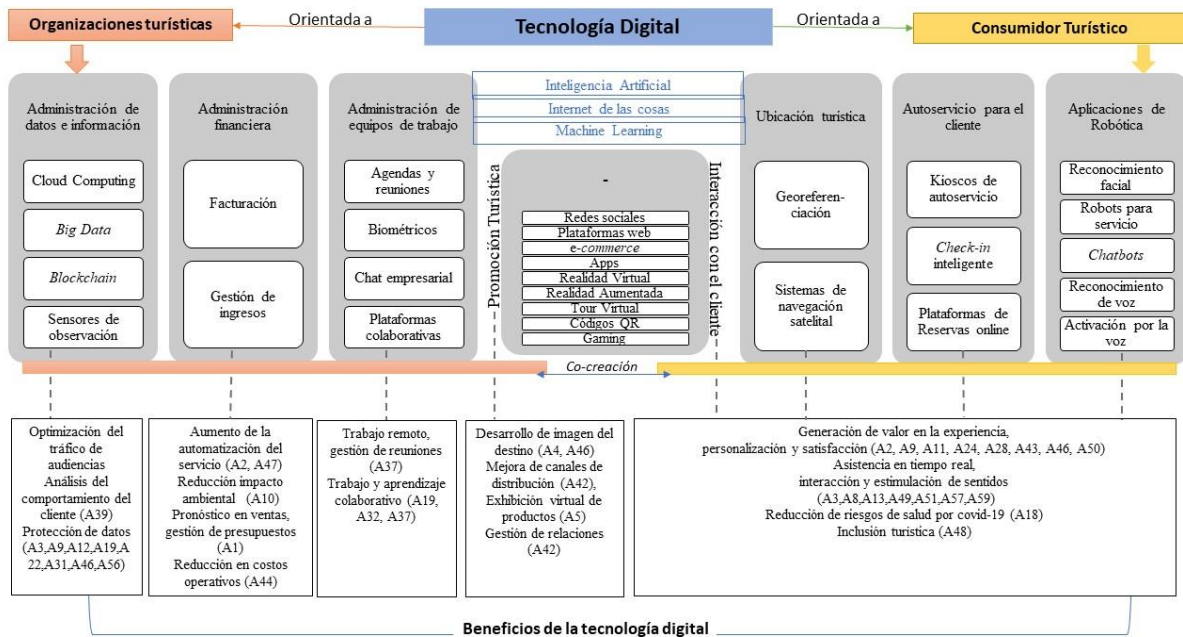 Organizaciones turísticas
Orientada a
Tecnología Digital
Orientada a
Consumidor Turístico
Inteligencia Artificial
Internet de las cosas
Machine Learning
Administración de
datos e información
Cloud Computing
Big Data
Blockchain
Sensores de
observación
Administración
financiera
Facturación
Gestión de
ingresos
Administración de
equipos de trabajo
Agendas y
reuniones
Biométricos
Chat empresarial
Plataformas
colaborativas
Promoción Turística
-
Redes sociales
Plataformas web
e-commerce
Apps
Realidad Virtual
Realidad Aumentada
Tour Virtual
Códigos QR
Gaming
Interacción con el cliente
Ubicación turistica
Georeferen-
ciación
Sistemas de
navegación
satelital
Autoservicio para el
cliente
Kioscos de
autoservicio
Check-in
inteligente
Plataformas de
Reservas online
Aplicaciones de
Robótica
Reconocimiento
facial
Robots para
servicio
Chatbots
Reconocimiento
de voz
Activación por la
voz
Co-creación
Optimización del
tráfico de
audiencias
Análisis del
comportamiento del
cliente (A39)
Protección de datos
(A3,A9,A12,A19,A
22,A31,A46,A56)
Aumento de la
automatización del
servicio (A2, A47)
Reducción impacto
ambiental (A10)
Pronóstico en ventas,
gestión de presupuestos
(A1)
Reducción en costos
operativos (A44)
Trabajo remoto,
gestión de reuniones
(A37)
Trabajo y aprendizaje
colaborativo (A19,
A32, A37)
Desarrollo de imagen del
destino (A4, A46)
Mejora de canales de
distribución (A42),
Exhibición virtual de
productos (A5)
Gestión de relaciones
(A42)
Generación de valor en la experiencia,
personalización y satisfacción (A2, A9, A11, A24, A28, A43, A46, A50)
Asistencia en tiempo real,
interacción y estimulación de sentidos
(A3,A8,A13,A49,A51,A57,A59)
Reducción de riesgos de salud por covid-19 (A18)
Inclusión turística (A48)
Beneficios de la tecnología digital